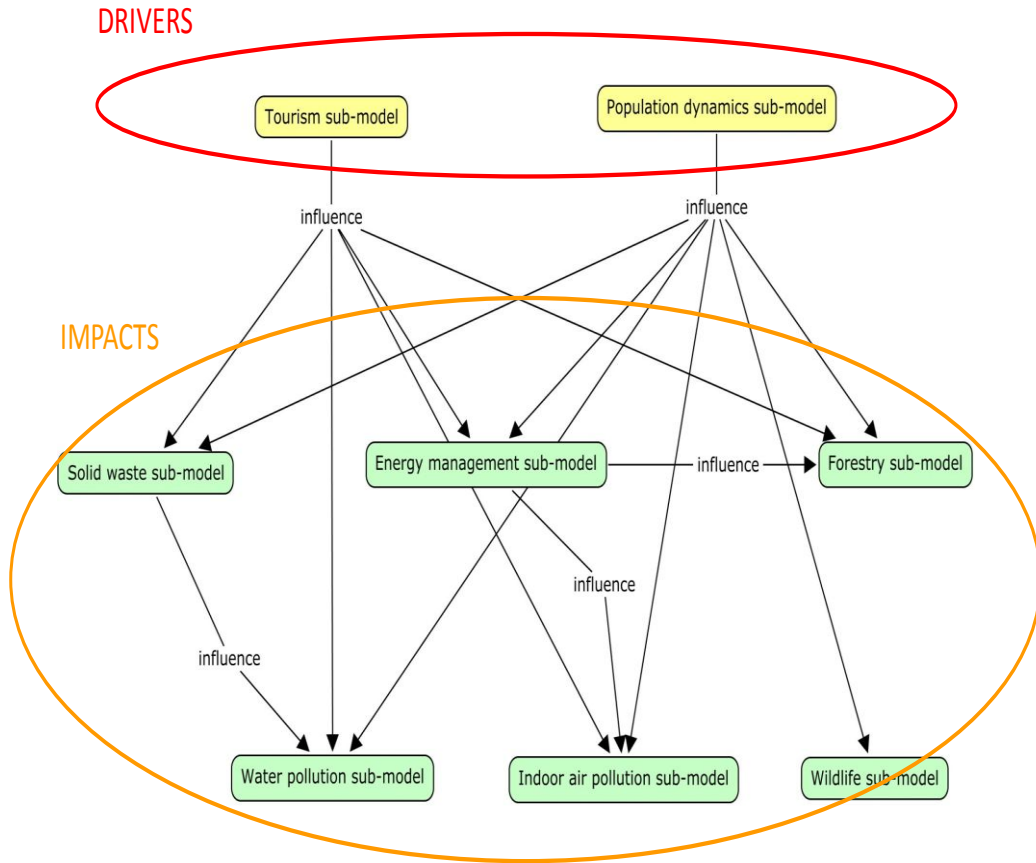 DRIVERS
Tourism sub-model
Population dynamics sub-model
influence
influence
IMPACTS
Solid waste sub-model
Energy management sub-model
influence
Forestry sub-model
influence
influence
Water pollution sub-model
Indoor air pollution sub-model
Wildlife sub-model